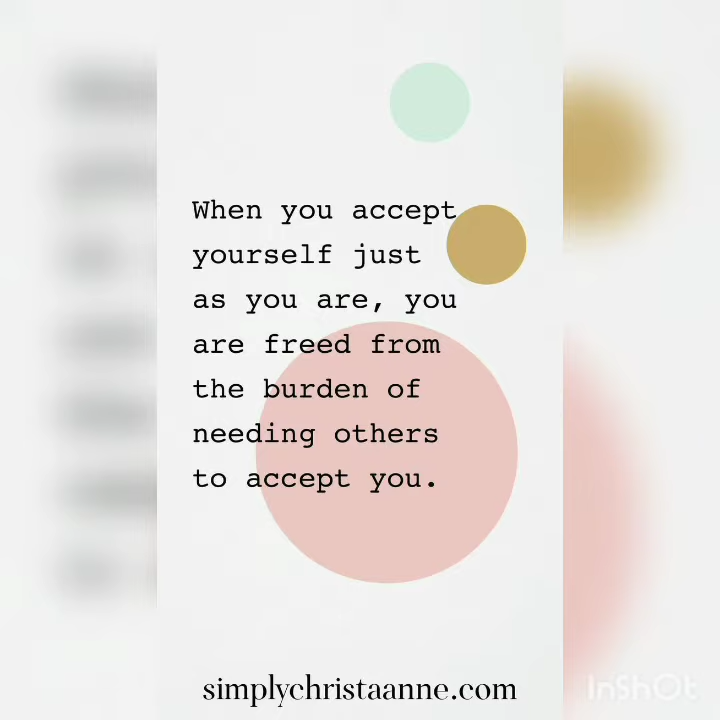 When you accept
yourself just
as you are, you
are freed from
the burden of
needing others
to accept you.
simplychristaanne.com
InShOt